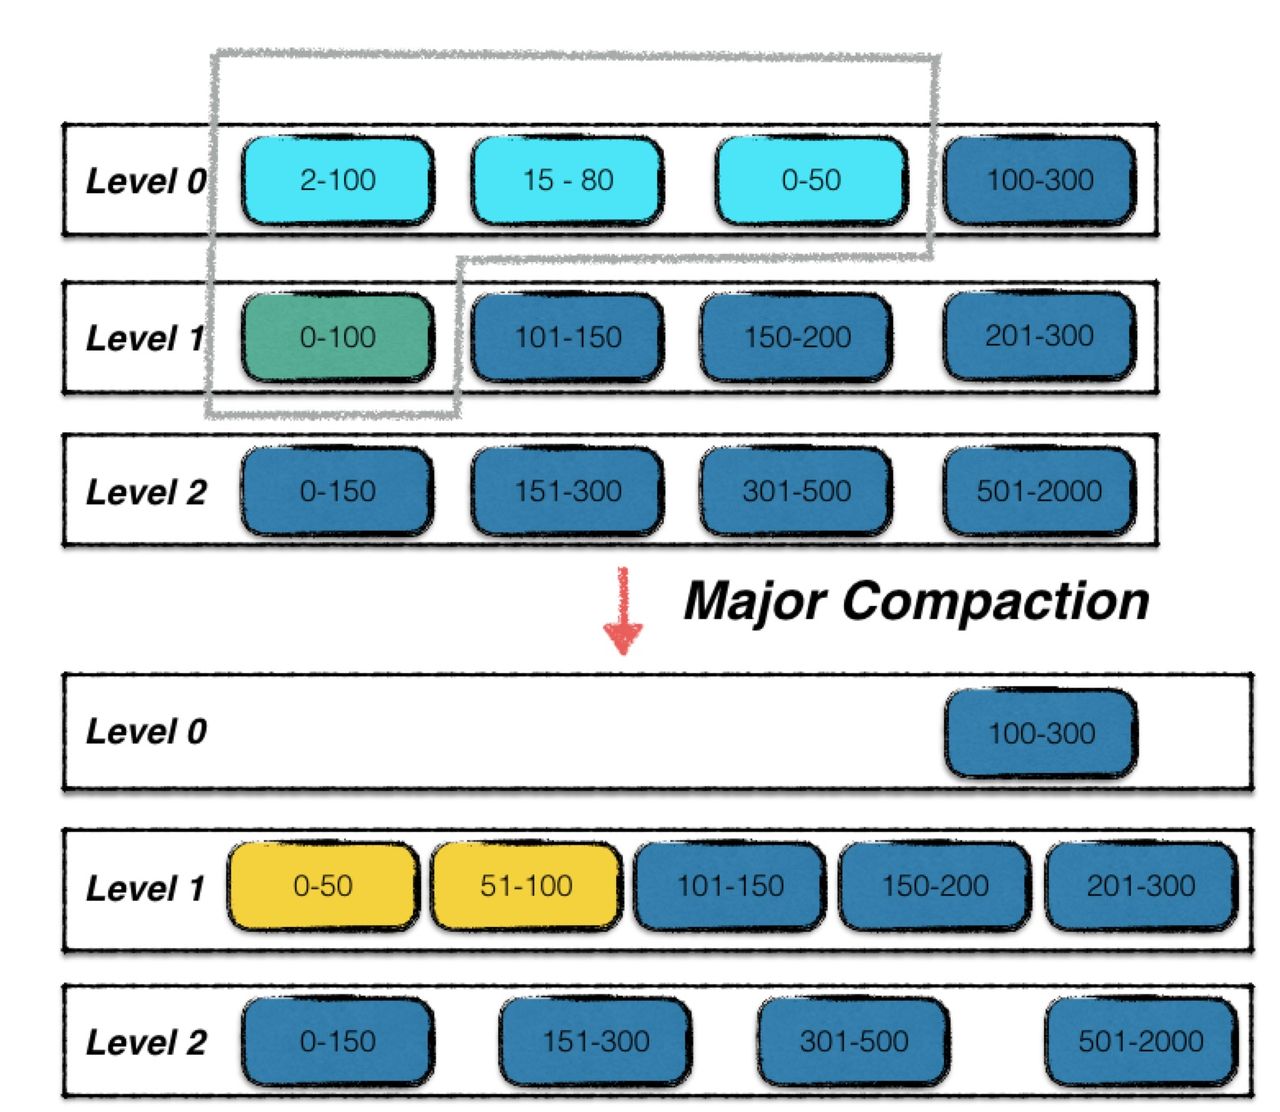 Level 0 2-100 15 - 80 0-50 100-300
Level 1 0-100 101-150 150-200 201-300
Level 2 0-150 151-300 301-500 501-2000
Major Compaction
Level 0 100-300
Level 1 0-50 51-100 101-150 150-200 201-300
Level 2 0-150 151-300 301-500 501-2000